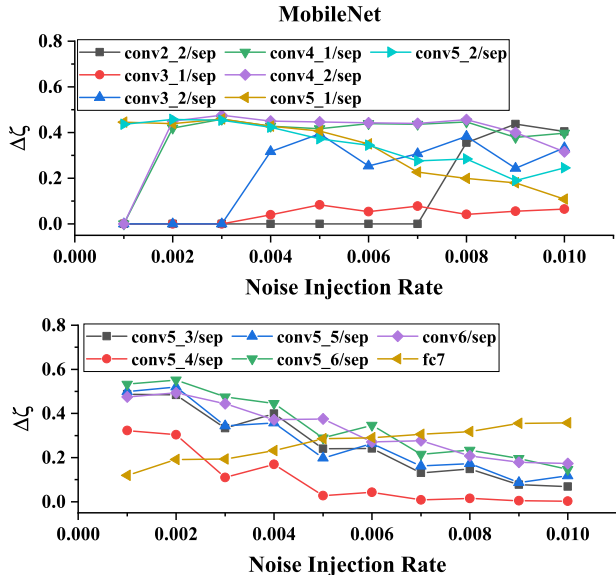 MobileNet
0.8
conv2_2/sep conv4_1/sep conv5_2/sep
conv3_1/sep conv4_2/sep
conv3_2/sep conv5_1/sep
0.6
0.4
0.2
0.0
Δζ
0.000 0.002 0.004 0.006 0.008 0.010
Noise Injection Rate
0.8
conv5_3/sep conv5_5/sep conv6/sep
conv5_4/sep conv5_6/sep fc7
0.6
0.4
0.2
0.0
Δζ
0.000 0.002 0.004 0.006 0.008 0.010
Noise Injection Rate